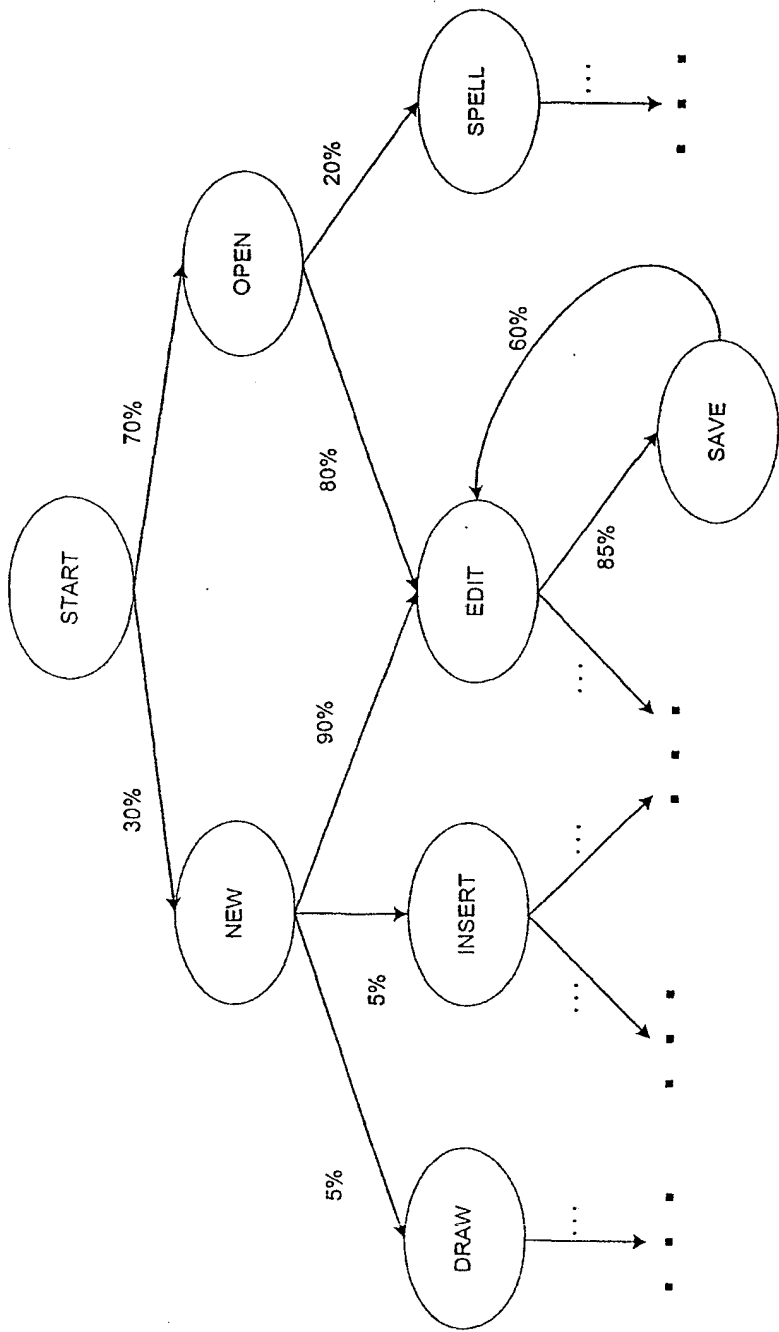 START
30%
70%
NEW
OPEN
5%
5%
90%
80%
20%
DRAW
INSERT
EDIT
SPELL
60%
...
...
...
...
85%
...
SAVE